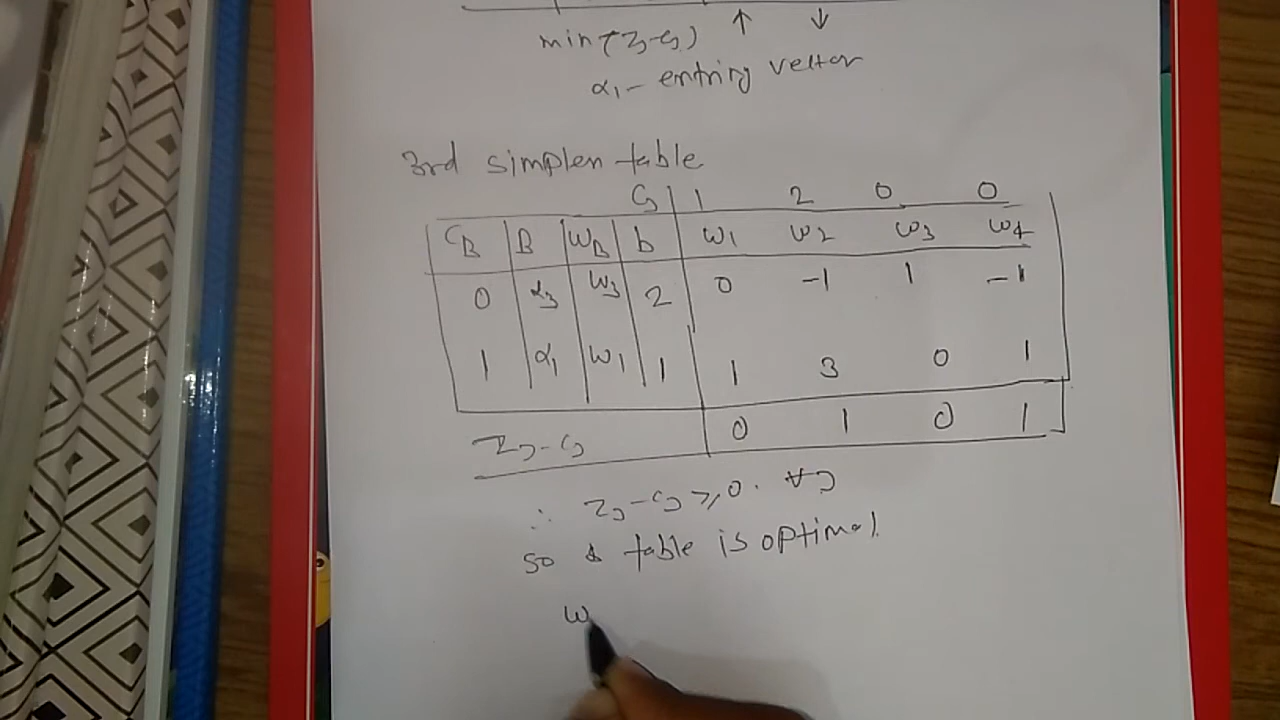 min (Zj-Cj) ↑ ↓
α1 - entring vector
3rd simplex table
Cj 1 2 0 0
CB B WB b w1 w2 w3 w4
0 α3 w3 2 0 -1 1 -1
1 α1 w1 1 1 3 0 1
Zj-Cj 0 1 0 1
∴ Zj-Cj ≥ 0. ∀j
so table is optimal
w